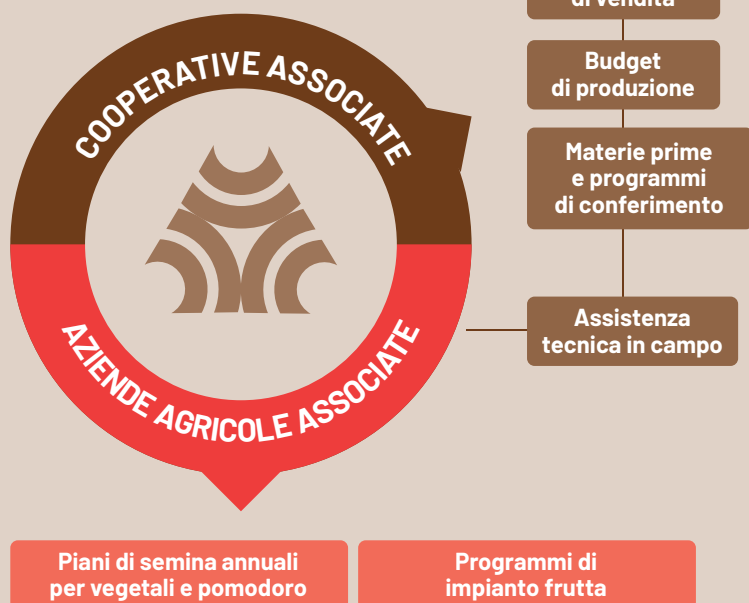 di vendita
COOPERATIVE ASSOCIATE
Budget
di produzione
Materie prime
e programmi
di conferimento
Assistenza
tecnica in campo
AZIENDE AGRICOLE ASSOCIATE
Piani di semina annuali
per vegetali e pomodoro
Programmi di
impianto frutta